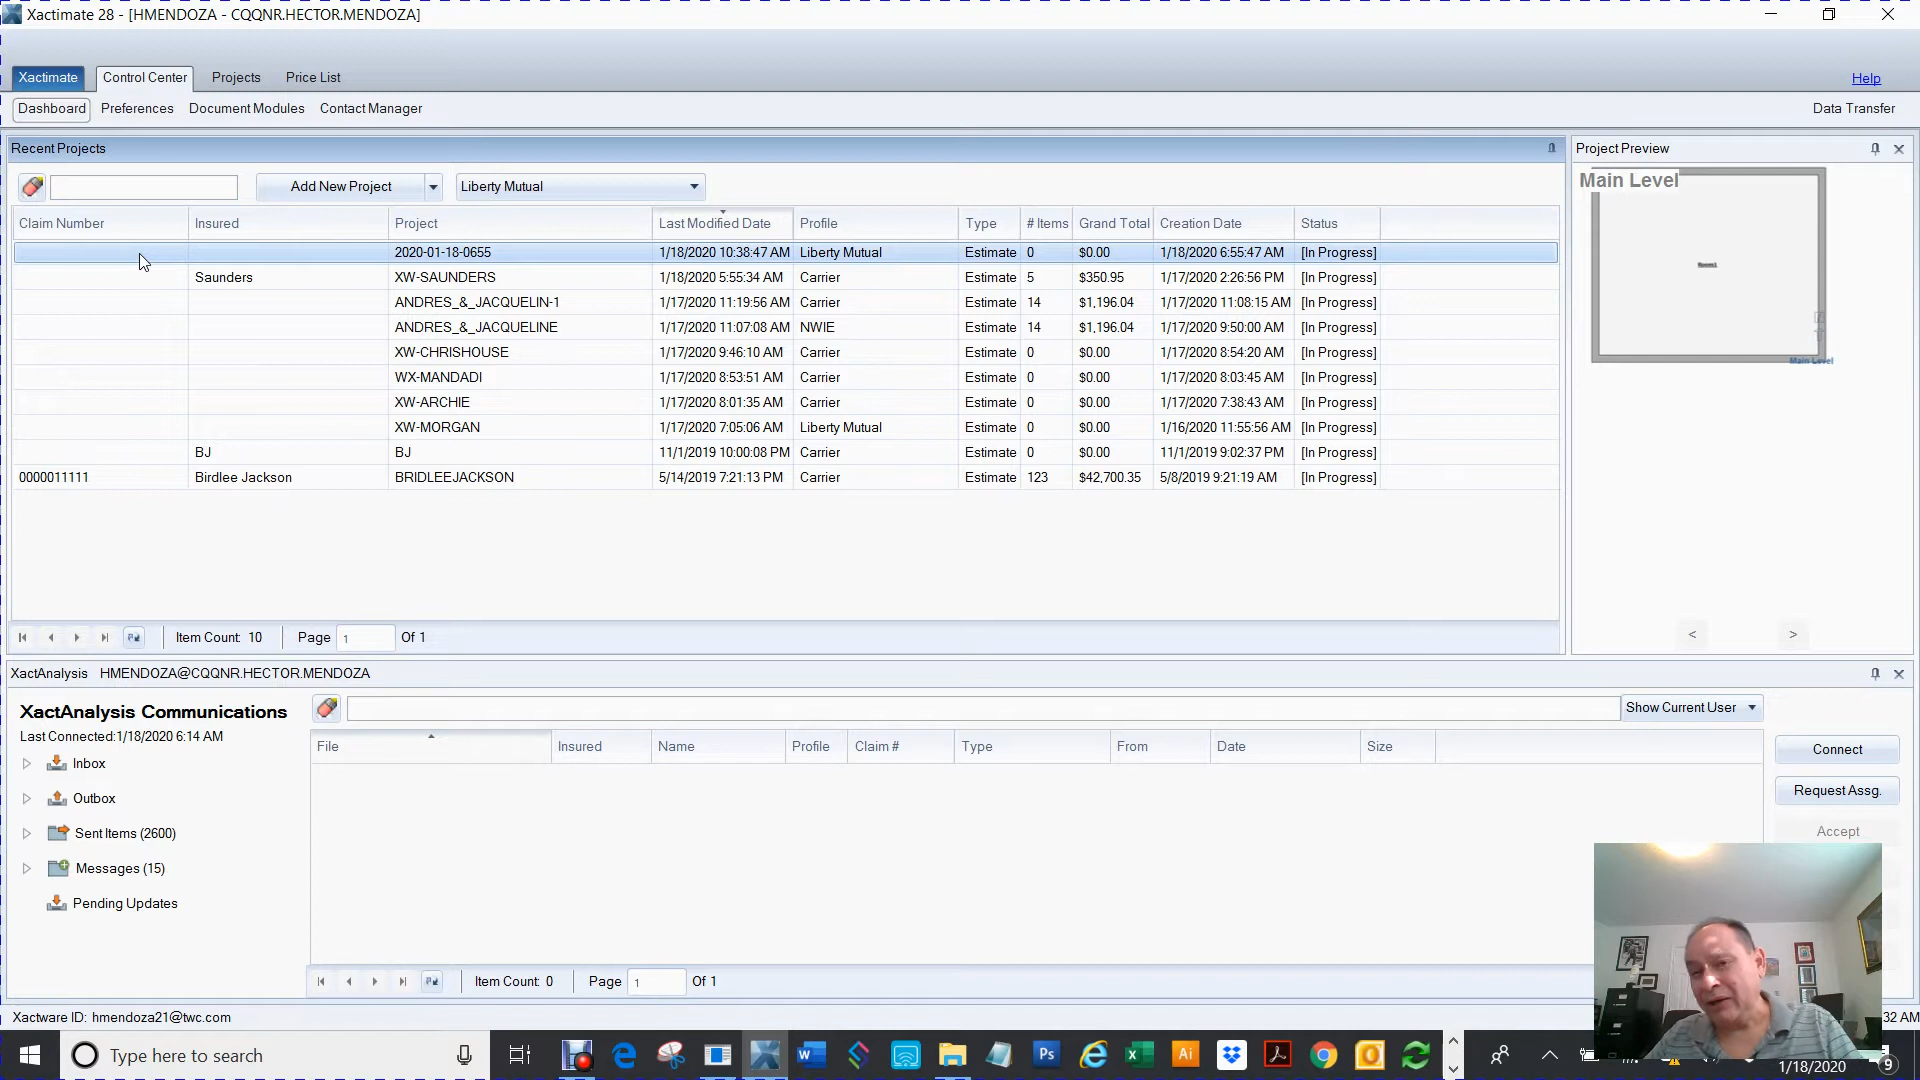 Xactimate 28 - [HMENDOZA - CQQNR.HECTOR.MENDOZA]
Xactimate Control Center Projects Price List Help
Dashboard Preferences Document Modules Contact Manager Data Transfer
Recent Projects
Add New Project Liberty Mutual
Claim Number Insured Project Last Modified Date Profile Type # Items Grand Total Creation Date Status
2020-01-18-0655 1/18/2020 10:38:47 AM Liberty Mutual Estimate 0 $0.00 1/18/2020 6:55:47 AM [In Progress]
Saunders XW-SAUNDERS 1/18/2020 5:55:34 AM Carrier Estimate 5 $350.95 1/17/2020 2:26:56 PM [In Progress]
ANDRES_&_JACQUELIN-1 1/17/2020 11:19:56 AM Carrier Estimate 14 $1,196.04 1/17/2020 11:08:15 AM [In Progress]
ANDRES_&_JACQUELINE 1/17/2020 11:07:08 AM NWIE Estimate 14 $1,196.04 1/17/2020 9:50:00 AM [In Progress]
XW-CHRISHOUSE 1/17/2020 9:46:10 AM Carrier Estimate 0 $0.00 1/17/2020 8:54:20 AM [In Progress]
WX-MANDADI 1/17/2020 8:53:51 AM Carrier Estimate 0 $0.00 1/17/2020 8:03:45 AM [In Progress]
XW-ARCHIE 1/17/2020 8:01:35 AM Carrier Estimate 0 $0.00 1/17/2020 7:38:43 AM [In Progress]
XW-MORGAN 1/17/2020 7:05:06 AM Liberty Mutual Estimate 0 $0.00 1/16/2020 11:55:56 AM [In Progress]
BJ BJ 11/1/2019 10:00:08 PM Carrier Estimate 0 $0.00 11/1/2019 9:02:37 PM [In Progress]
0000011111 Birdlee Jackson BRIDLEEJACKSON 5/14/2019 7:21:13 PM Carrier Estimate 123 $42,700.35 5/8/2019 9:21:19 AM [In Progress]
Item Count: 10 Page 1 Of 1
Project Preview
Main Level
Main Level
< >
XactAnalysis HMENDOZA@CQQNR.HECTOR.MENDOZA
XactAnalysis Communications
Last Connected:1/18/2020 6:14 AM
Inbox
Outbox
Sent Items (2600)
Messages (15)
Pending Updates
Show Current User
File Insured Name Profile Claim # Type From Date Size
Connect
Request Assg.
Accept
Item Count: 0 Page 1 Of 1
Xactware ID: hmendoza21@twc.com
32 AM
Type here to search
1/18/2020
9